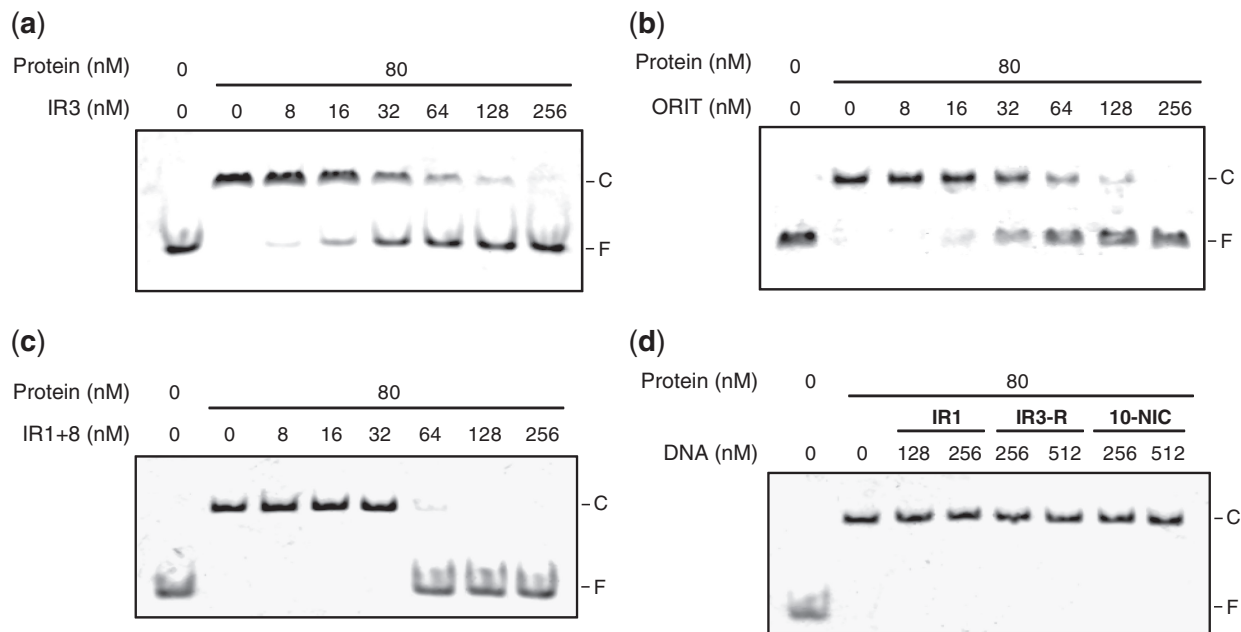 (a)
Protein (nM) 0 80
IR3 (nM) 0 0 8 16 32 64 128 256
C
F
(b)
Protein (nM) 0 80
ORIT (nM) 0 0 8 16 32 64 128 256
C
F
(c)
Protein (nM) 0 80
IR1+8 (nM) 0 0 8 16 32 64 128 256
C
F
(d)
Protein (nM) 0 80
IR1 IR3-R 10-NIC
DNA (nM) 0 0 128 256 256 512 256 512
C
F